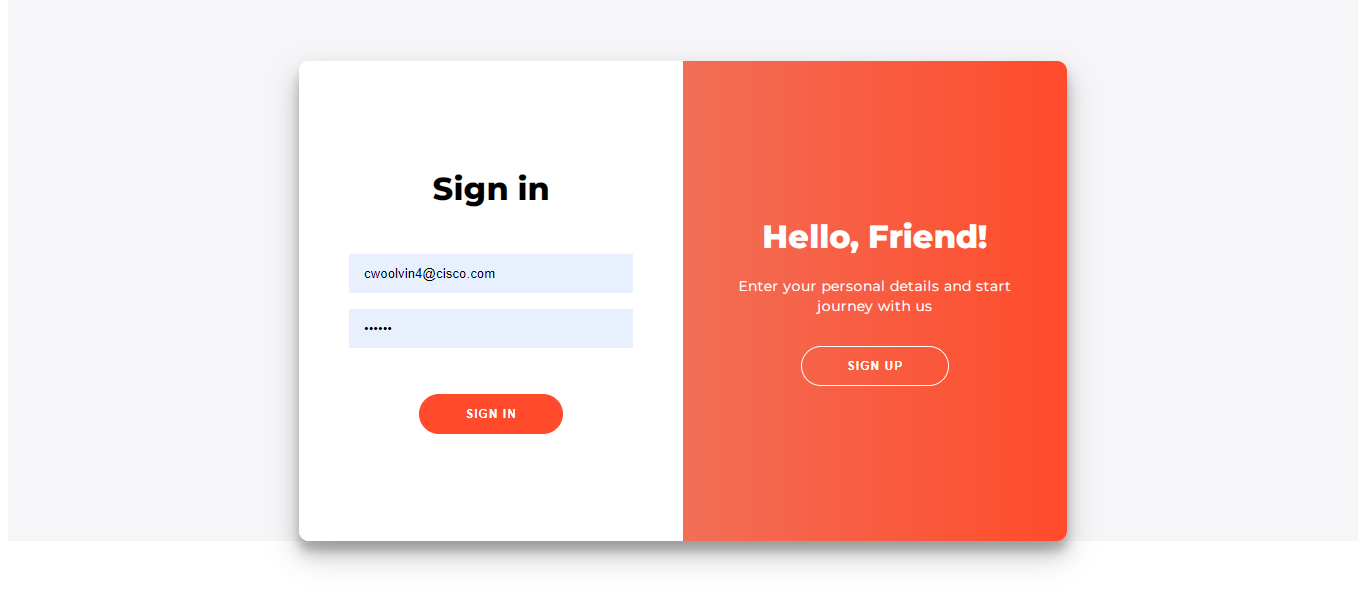 Sign in
cwoolvin4@cisco.com
••••••
SIGN IN
Hello, Friend!
Enter your personal details and start
journey with us
SIGN UP